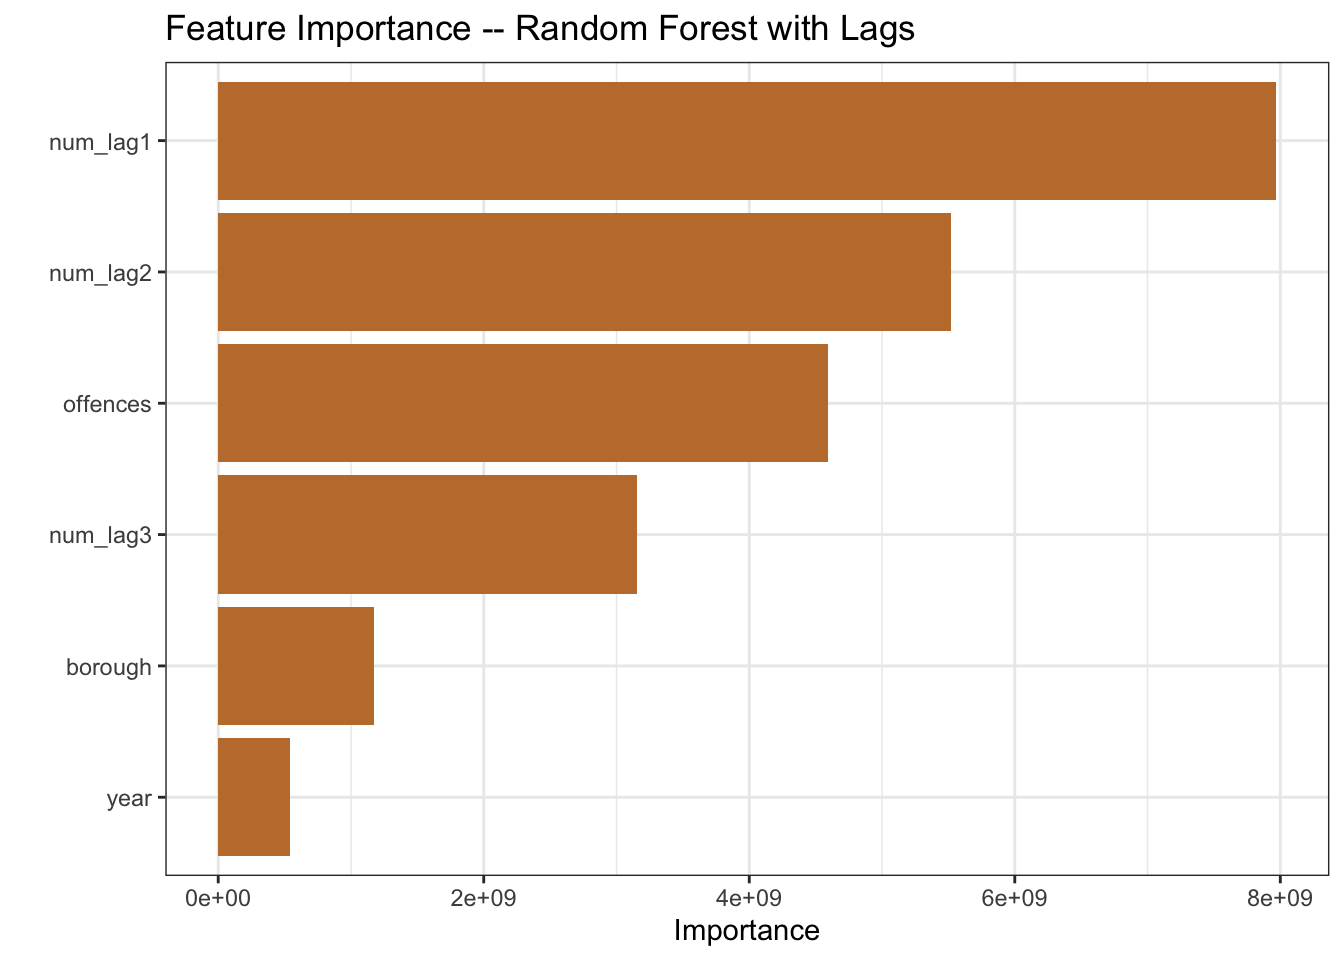 Feature Importance -- Random Forest with Lags
num_lag1
num_lag2
offences
num_lag3
borough
year
0e+00 2e+09 4e+09 6e+09 8e+09
Importance